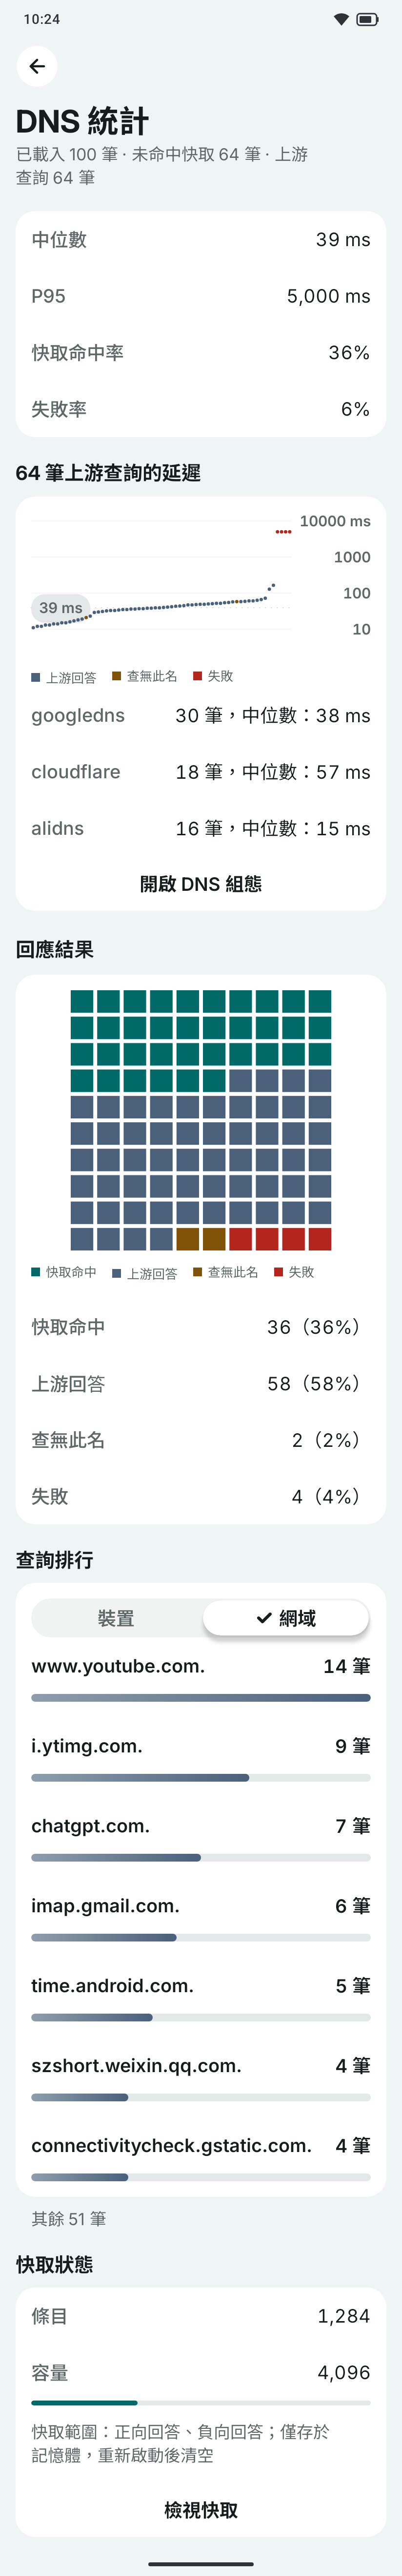 10:24
DNS 統計
已載入 100 筆 · 未命中快取 64 筆 · 上游
查詢 64 筆
中位數 39 ms
P95 5,000 ms
快取命中率 36%
失敗率 6%
64 筆上游查詢的延遲
10000 ms
1000
100
39 ms
10
上游回答 查無此名 失敗
googledns 30 筆，中位數：38 ms
cloudflare 18 筆，中位數：57 ms
alidns 16 筆，中位數：15 ms
開啟 DNS 組態
回應結果
快取命中 上游回答 查無此名 失敗
快取命中 36（36%）
上游回答 58（58%）
查無此名 2（2%）
失敗 4（4%）
查詢排行
裝置 網域
www.youtube.com. 14 筆
i.ytimg.com. 9 筆
chatgpt.com. 7 筆
imap.gmail.com. 6 筆
time.android.com. 5 筆
szshort.weixin.qq.com. 4 筆
connectivitycheck.gstatic.com. 4 筆
其餘 51 筆
快取狀態
條目 1,284
容量 4,096
快取範圍：正向回答、負向回答；僅存於
記憶體，重新啟動後清空
檢視快取